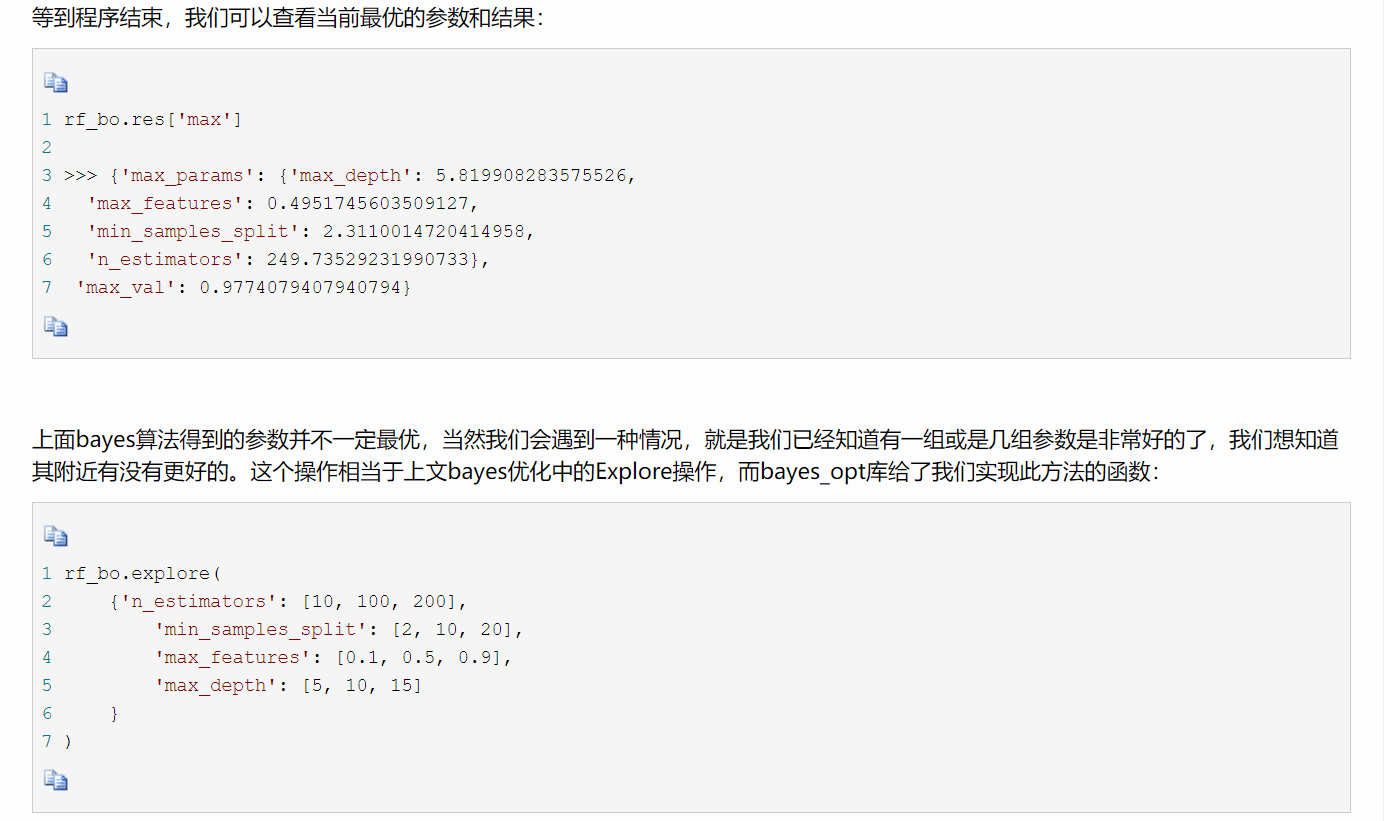 等到程序结束，我们可以查看当前最优的参数和结果：
1 rf_bo.res['max']
2
3 >>> {'max_params': {'max_depth': 5.819908283575526,
4   'max_features': 0.4951745603509127,
5   'min_samples_split': 2.3110014720414958,
6   'n_estimators': 249.73529231990733},
7  'max_val': 0.9774079407940794}
上面bayes算法得到的参数并不一定最优，当然我们会遇到一种情况，就是我们已经知道有一组或是几组参数是非常好的了，我们想知道
其附近有没有更好的。这个操作相当于上文bayes优化中的Explore操作，而bayes_opt库给了我们实现此方法的函数：
1 rf_bo.explore(
2     {'n_estimators': [10, 100, 200],
3         'min_samples_split': [2, 10, 20],
4         'max_features': [0.1, 0.5, 0.9],
5         'max_depth': [5, 10, 15]
6     }
7 )